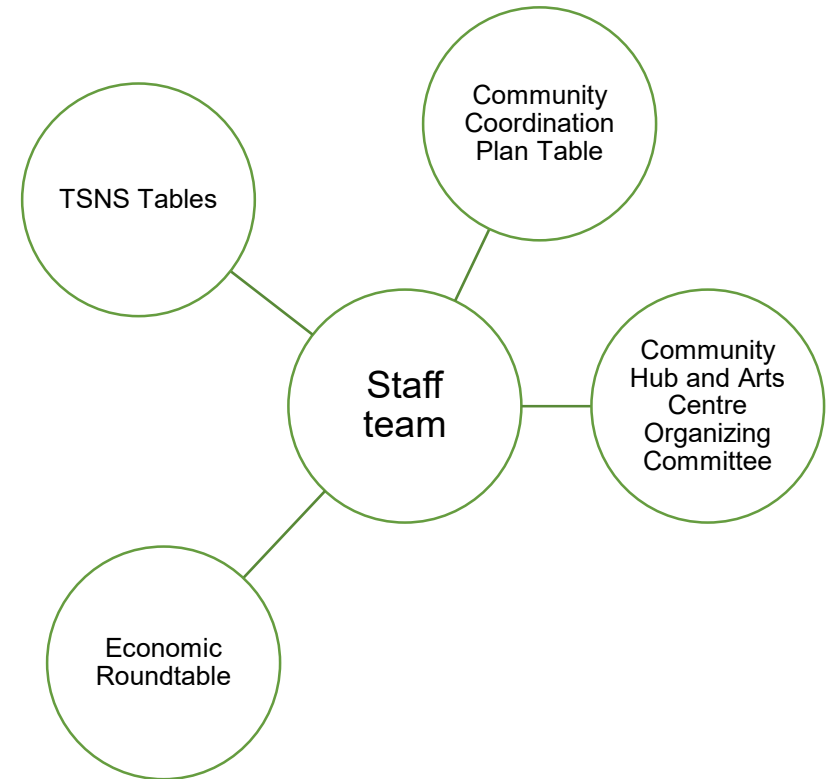 Community
Coordination
Plan Table
TSNS Tables
Staff
team
Community
Hub and Arts
Centre
Organizing
Committee
Economic
Roundtable